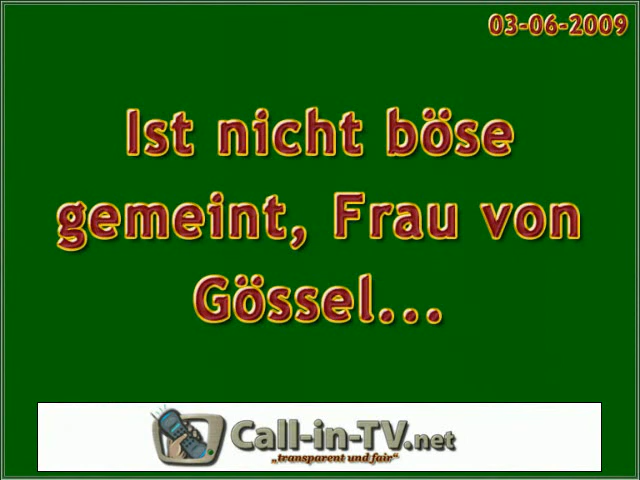 03-06-2009
Ist nicht böse
gemeint, Frau von
Gössel...
Call-in-TV.net
„transparent und fair“